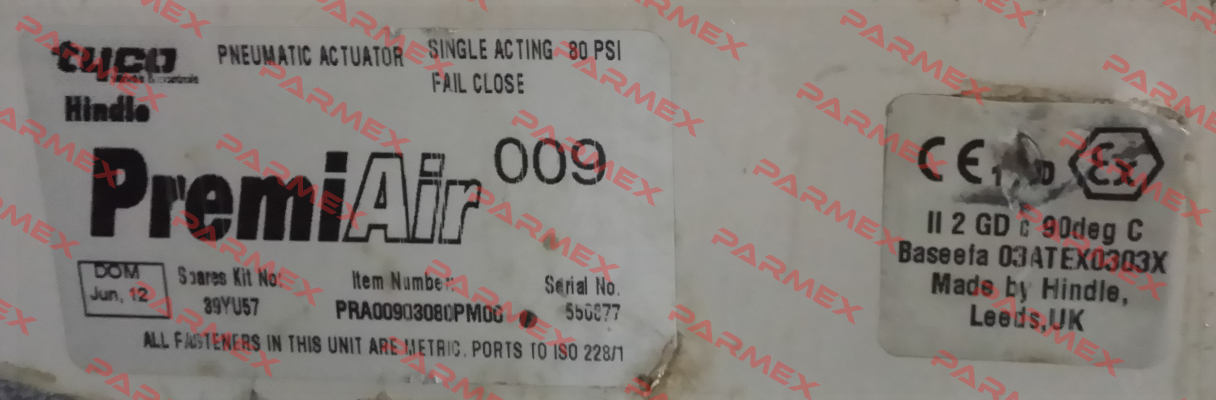 tyco
PNEUMATIC ACTUATOR SINGLE ACTING 80 PSI
FAIL CLOSE
Hindle
PremiAir 009
DOM
Jun, 12
Spares Kit No:
39YU57
Item Number:
PRA00903080PM00
Serial No.
ALL FASTENERS IN THIS UNIT ARE METRIC. PORTS TO ISO 228/1
CE
Ex
II 2 GD c 90deg C
Baseefa 03ATEX0303X
Made by Hindle,
Leeds,UK
PARMEX